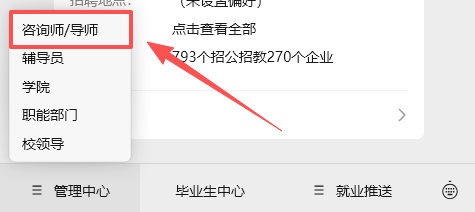 招聘地点：（未设置偏好）
咨询师/导师
点击查看全部
辅导员
793个招公招教270个企业
学院
职能部门
校领导
管理中心
毕业生中心
就业推送